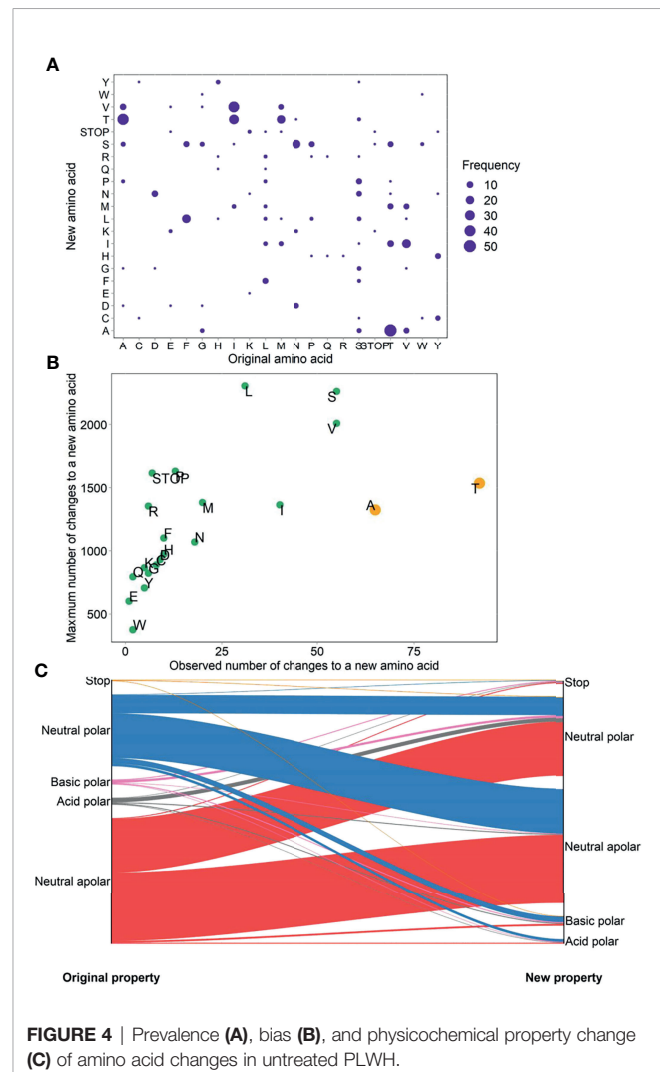 A
Y
W
V
T
STOP
S
R
Q
P
N
M
L
K
I
H
G
F
E
D
C
A
New amino acid
A C D E F G H I K L M N P Q R S STOP T V W Y
Original amino acid
Frequency
10
20
30
40
50
B
Maximum number of changes to a new amino acid
2000
1500
1000
500
0 25 50 75
Observed number of changes to a new amino acid
L
S
V
STOP
P
T
A
R
M
I
F
N
H
D
C
K
G
Q
Y
E
W
C
Stop
Neutral polar
Basic polar
Acid polar
Neutral apolar
Stop
Neutral polar
Neutral apolar
Basic polar
Acid polar
Original property
New property
FIGURE 4 | Prevalence (A), bias (B), and physicochemical property change
(C) of amino acid changes in untreated PLWH.